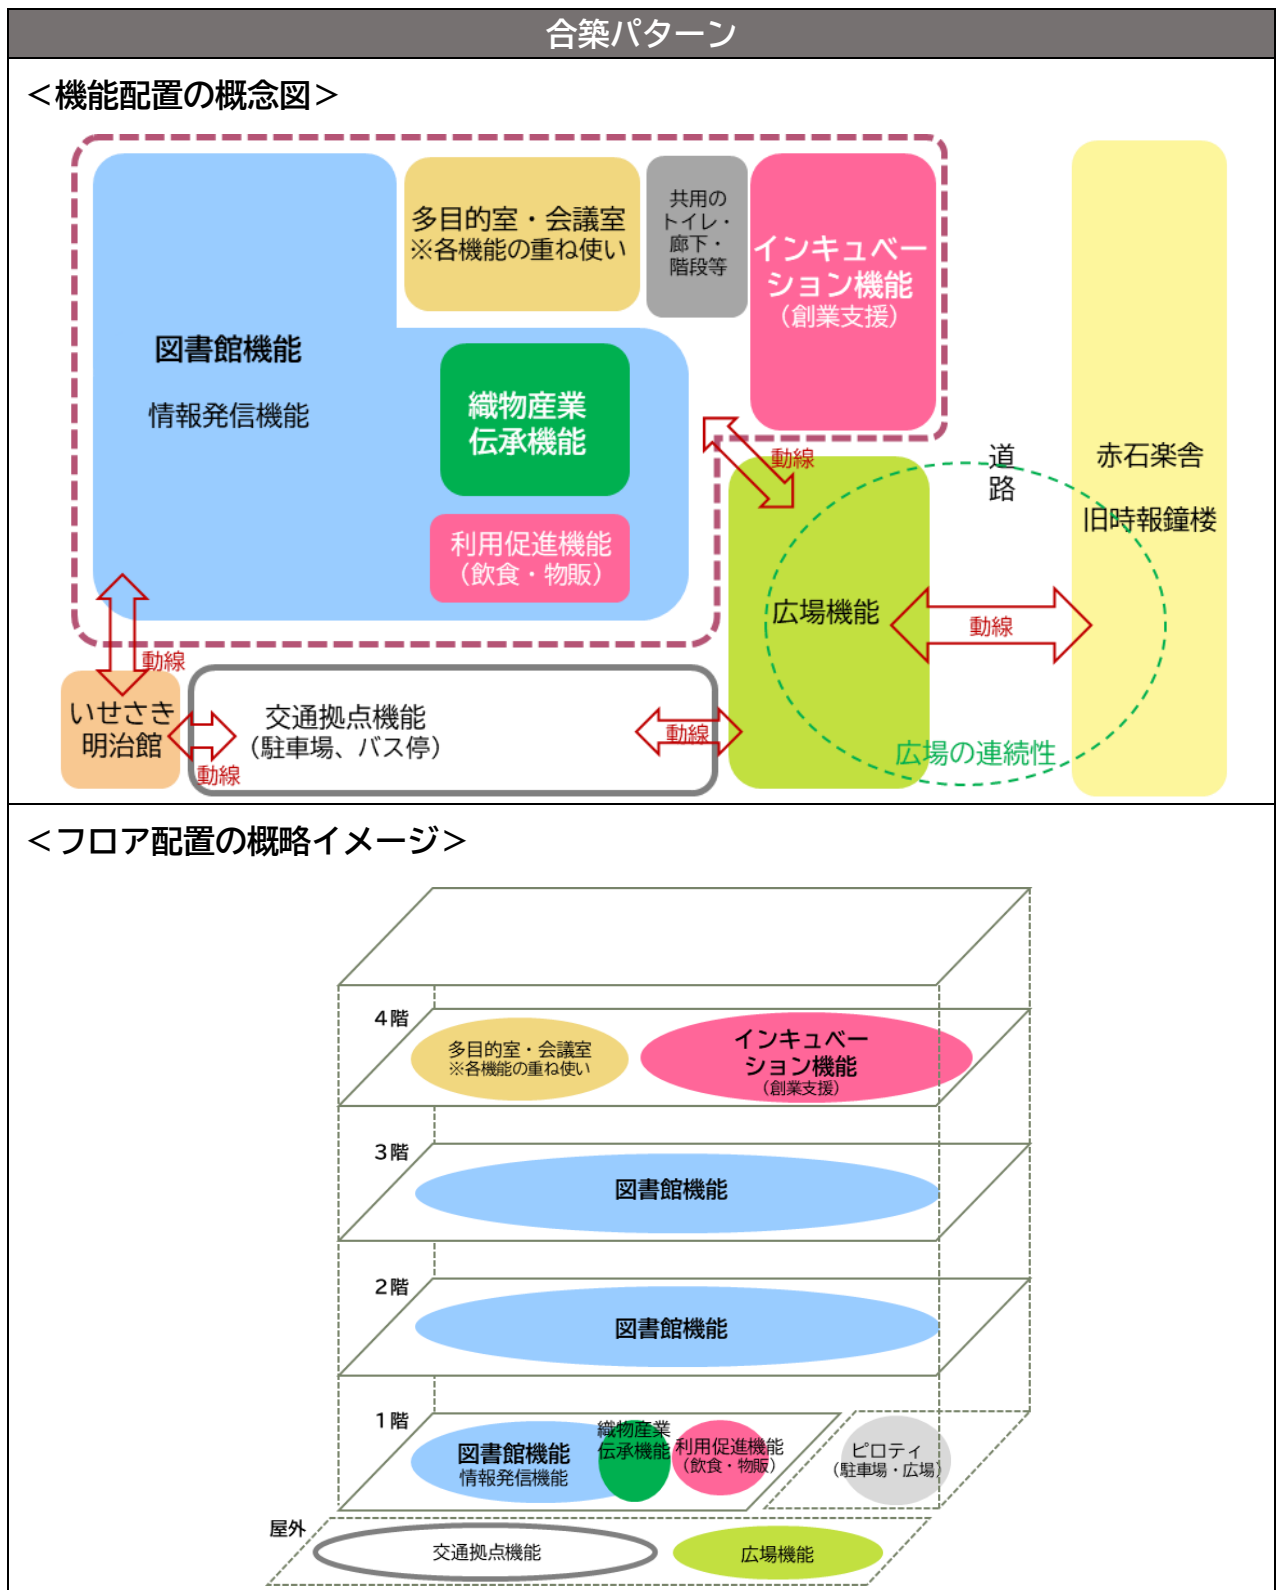 合築パターン
＜機能配置の概念図＞
多目的室・会議室
※各機能の重ね使い
共用の
トイレ・
廊下・
階段等
インキュベー
ション機能
（創業支援）
図書館機能
情報発信機能
織物産業
伝承機能
利用促進機能
（飲食・物販）
動線
道
路
赤石楽舎
旧時報鐘楼
広場機能
動線
動線
いせさき
明治館
動線
交通拠点機能
（駐車場、バス停）
動線
広場の連続性
＜フロア配置の概略イメージ＞
４階
多目的室・会議室
※各機能の重ね使い
インキュベー
ション機能
（創業支援）
３階
図書館機能
２階
図書館機能
１階
図書館機能
情報発信機能
織物産業
伝承機能
利用促進機能
（飲食・物販）
ピロティ
（駐車場・広場）
屋外
交通拠点機能
広場機能